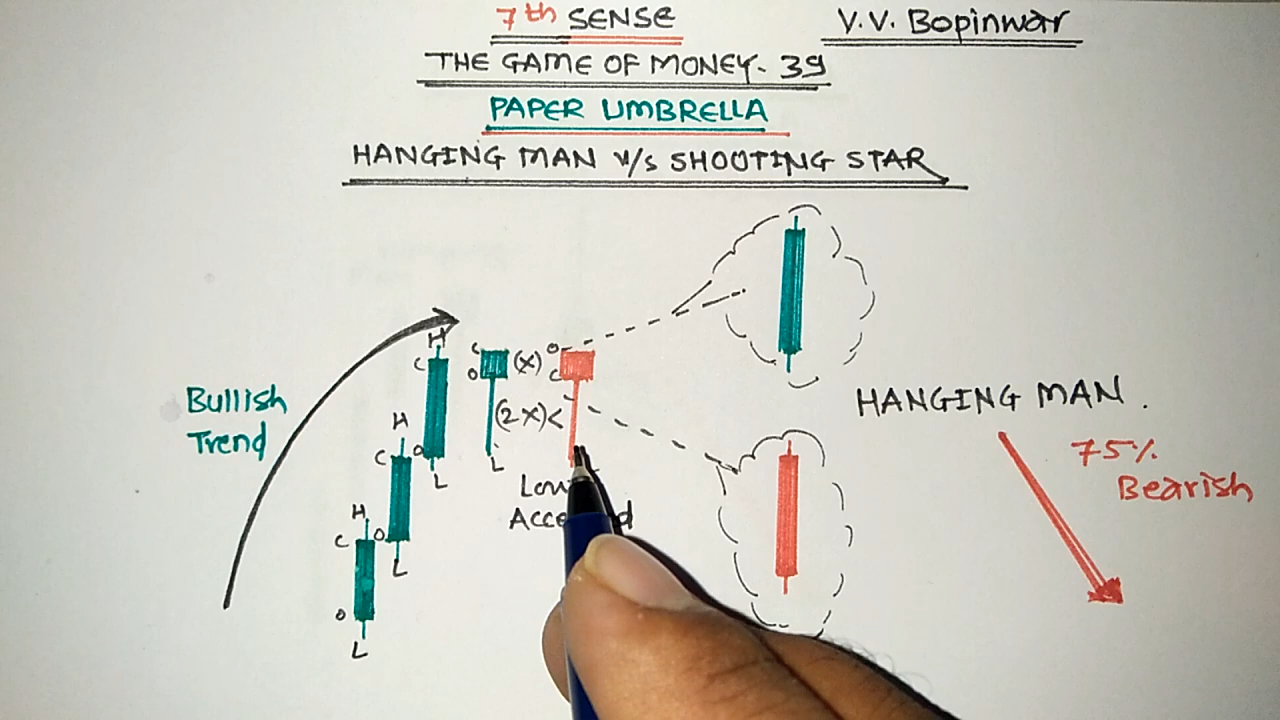 7th SENSE
V.V. Bopinwar
THE GAME OF MONEY - 39
PAPER UMBRELLA
HANGING MAN V/S SHOOTING STAR
Bullish
Trend
H
C
O
L
H
C
O
L
H
C
O
L
C
O
L
(X)
(2X)<
O
C
HANGING MAN.
75%
Bearish